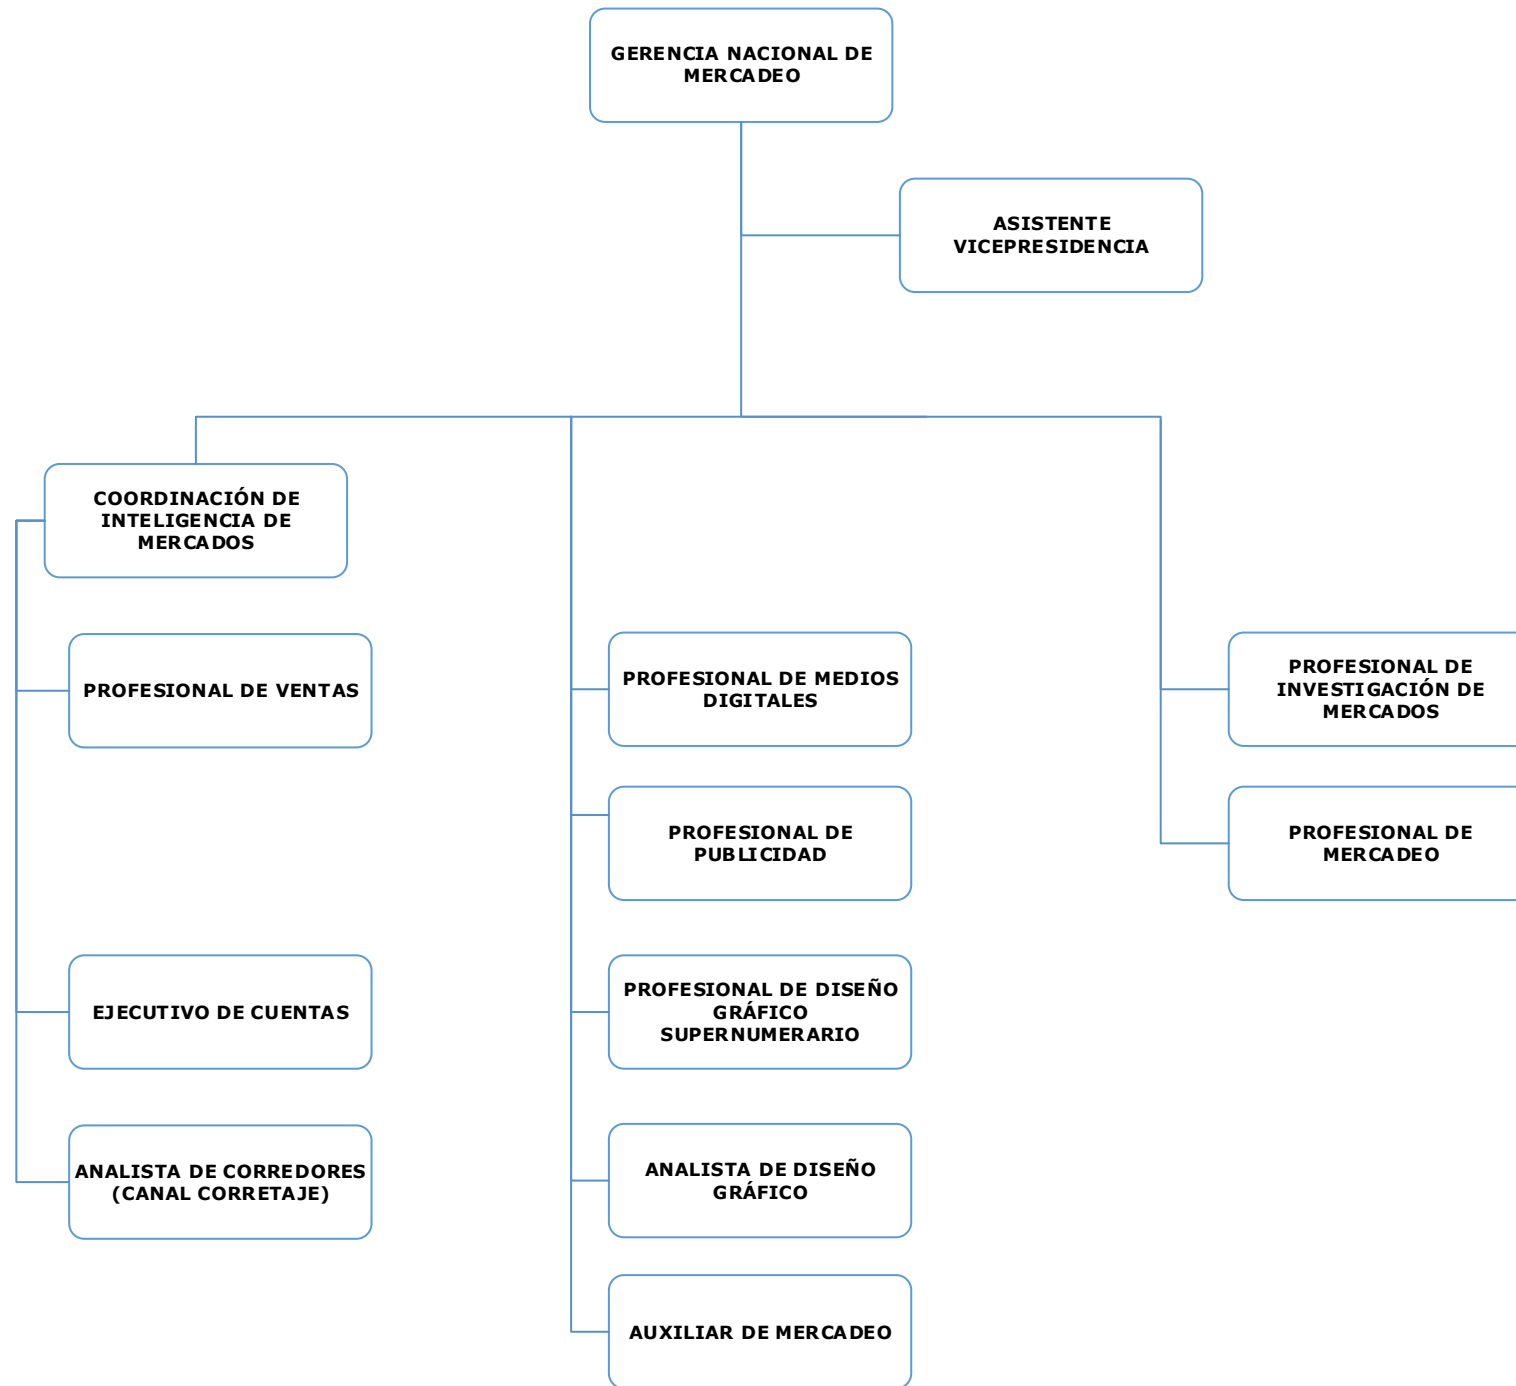 GERENCIA NACIONAL DE
MERCADEO
ASISTENTE
VICEPRESIDENCIA
COORDINACIÓN DE
INTELIGENCIA DE
MERCADOS
PROFESIONAL DE VENTAS
EJECUTIVO DE CUENTAS
ANALISTA DE CORREDORES
(CANAL CORRETAJE)
PROFESIONAL DE MEDIOS
DIGITALES
PROFESIONAL DE
PUBLICIDAD
PROFESIONAL DE DISEÑO
GRÁFICO
SUPERNUMERARIO
ANALISTA DE DISEÑO
GRÁFICO
AUXILIAR DE MERCADEO
PROFESIONAL DE
INVESTIGACIÓN DE
MERCADOS
PROFESIONAL DE
MERCADEO